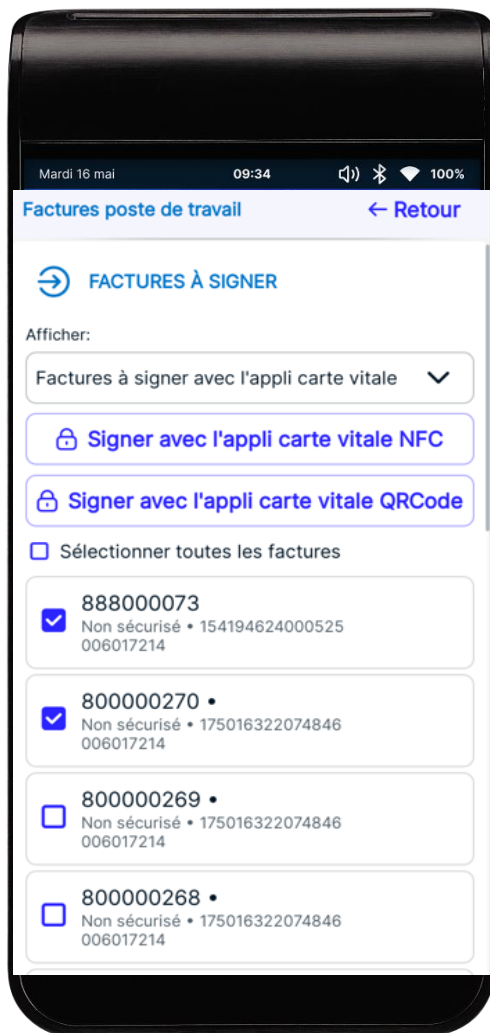 Mardi 16 mai 09:34 100%
Factures poste de travail ← Retour
FACTURES À SIGNER
Afficher:
Factures à signer avec l'appli carte vitale
Signer avec l'appli carte vitale NFC
Signer avec l'appli carte vitale QRCode
Sélectionner toutes les factures
888000073
Non sécurisé • 154194624000525
006017214
800000270 •
Non sécurisé • 175016322074846
006017214
800000269 •
Non sécurisé • 175016322074846
006017214
800000268 •
Non sécurisé • 175016322074846
006017214